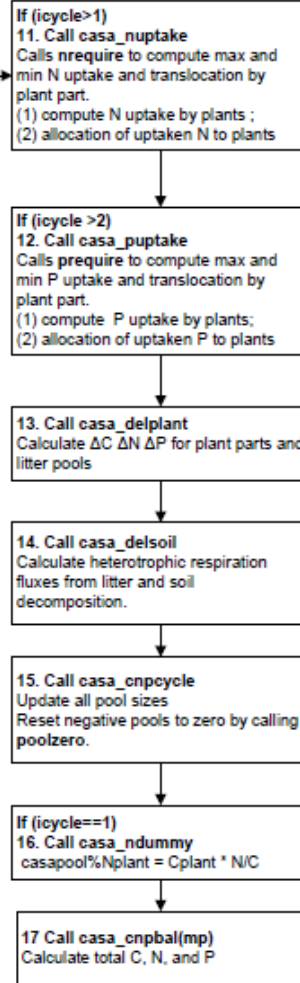 If (icycle>1)
11. Call casa_nuptake
Calls nrequire to compute max and
min N uptake and translocation by
plant part.
(1) compute N uptake by plants ;
(2) allocation of uptaken N to plants
If (icycle >2)
12. Call casa_puptake
Calls prequire to compute max and
min P uptake and translocation by
plant part.
(1) compute  P uptake by plants;
(2) allocation of uptaken P to plants
13. Call casa_delplant
Calculate ΔC ΔN ΔP for plant parts and
litter pools
14. Call casa_delsoil
Calculate heterotrophic respiration
fluxes from litter and soil
decomposition.
15. Call casa_cnpcycle
Update all pool sizes
Reset negative pools to zero by calling
poolzero.
If (icycle==1)
16. Call casa_ndummy
casapool%Nplant = Cplant * N/C
17 Call casa_cnpbal(mp)
Calculate total C, N, and P